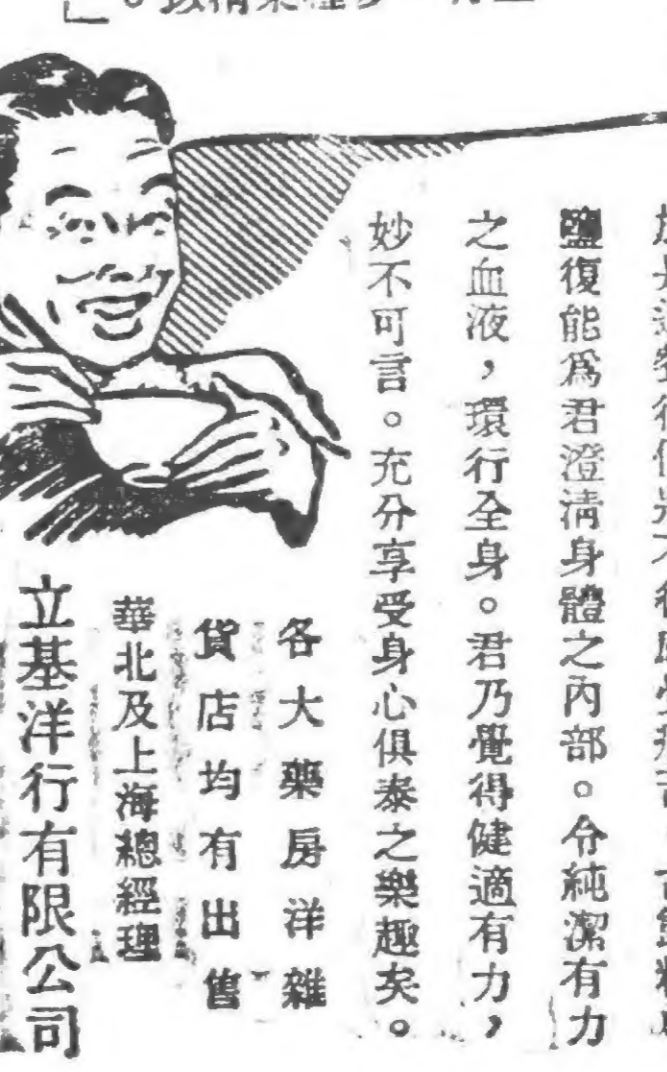 鹽復能為君澄清身體之內部。令純潔有力
之血液，環行全身。君乃覺得健適有力，
妙不可言。充分享受身心俱泰之樂趣矣。
各大藥房洋雜
貨店均有出售
華北及上海總經理
立基洋行有限公司